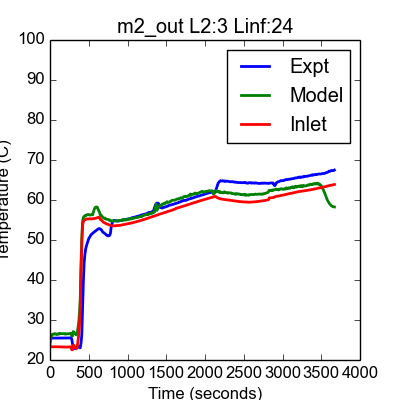 m2_out L2:3 Linf:24
100
90
80
70
60
50
40
30
20
Temperature (C)
Expt
Model
Inlet
0 500 1000 1500 2000 2500 3000 3500 4000
Time (seconds)